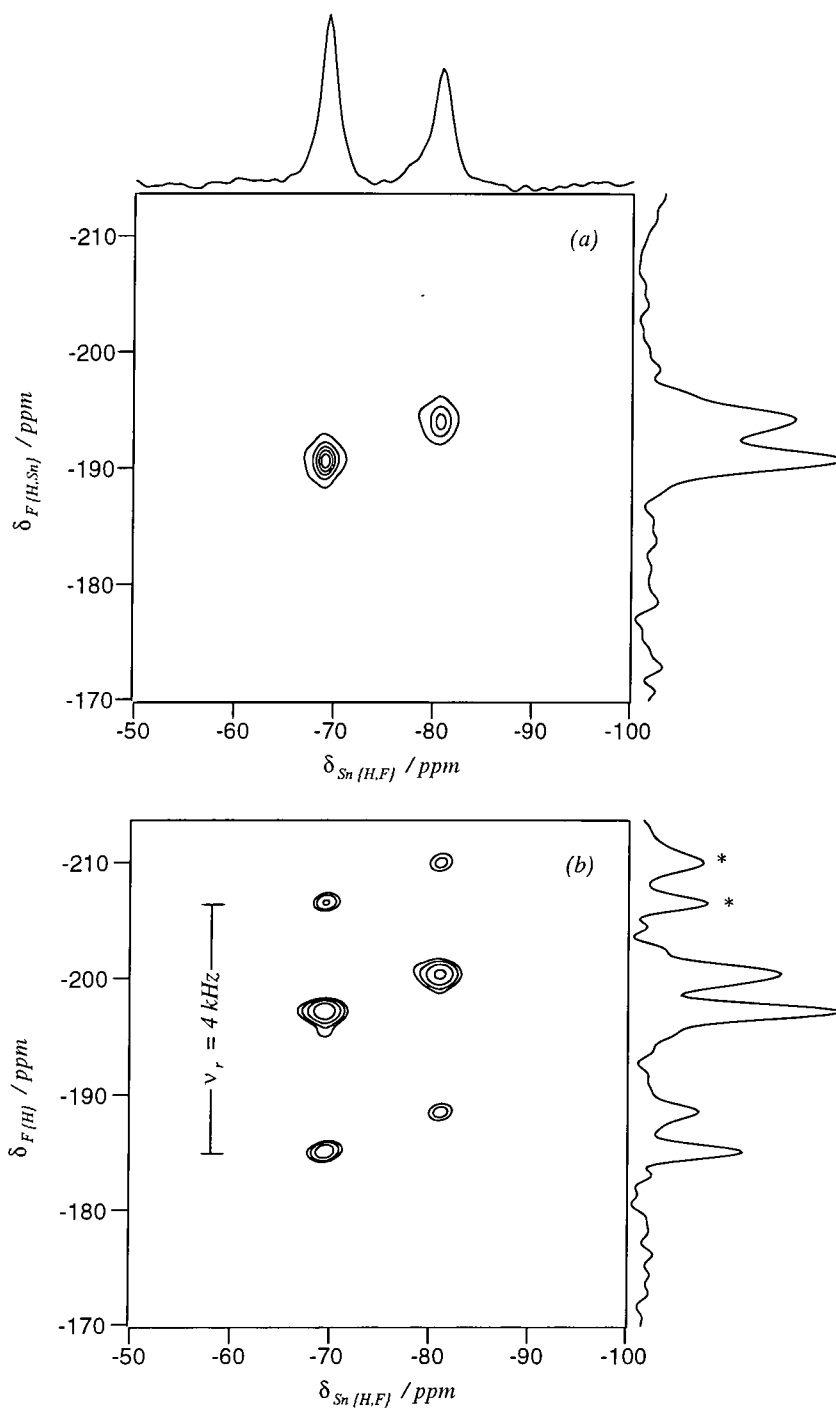 (a)
-210
-200
-190
-180
-170
δF{H,Sn} / ppm
-50 -60 -70 -80 -90 -100
δSn{H,F} / ppm
(b)
*
*
-210
-200
-190
-180
-170
νr = 4 kHz
δF{H} / ppm
-50 -60 -70 -80 -90 -100
δSn{H,F} / ppm